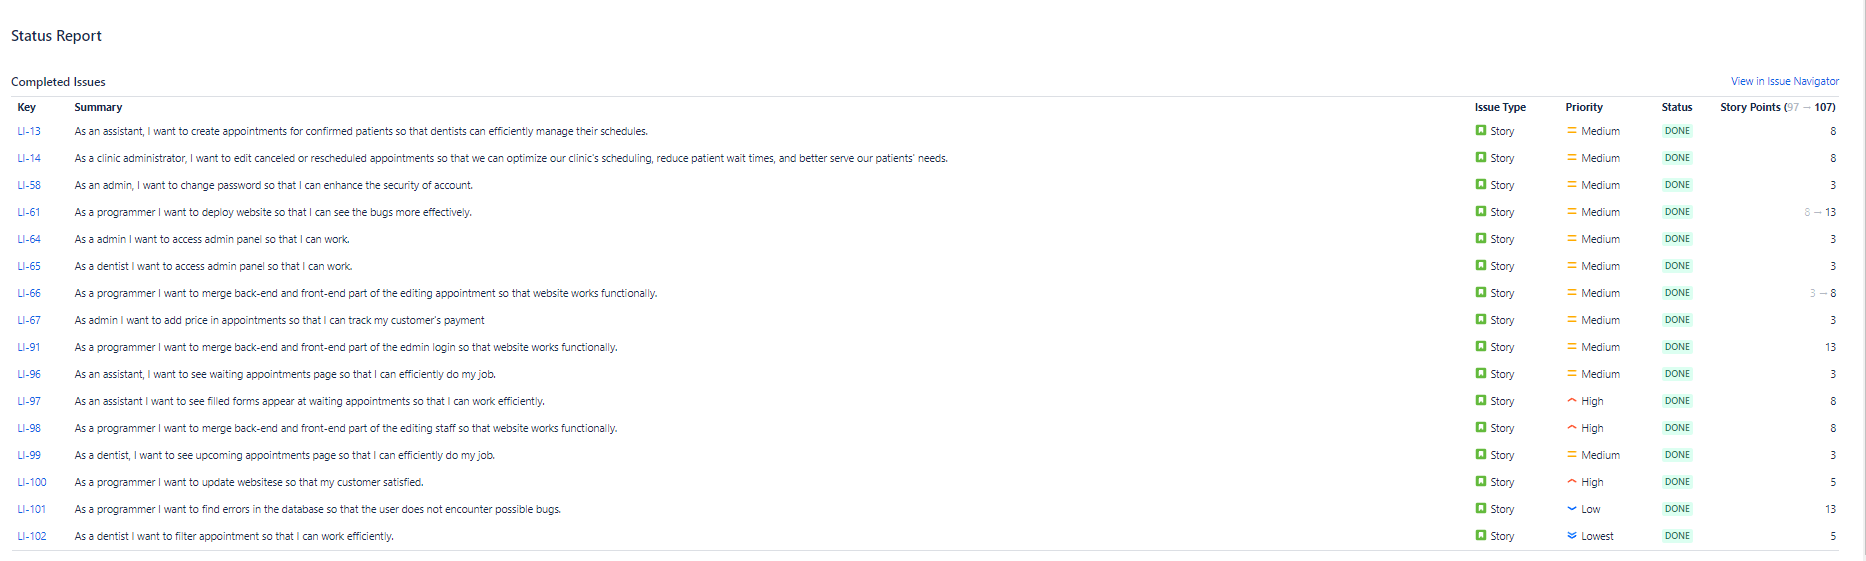 Status Report
Completed Issues View in Issue Navigator
Key Summary Issue Type Priority Status Story Points (97 → 107)
LI-13 As an assistant, I want to create appointments for confirmed patients so that dentists can efficiently manage their schedules. Story Medium DONE 8
LI-14 As a clinic administrator, I want to edit canceled or rescheduled appointments so that we can optimize our clinic's scheduling, reduce patient wait times, and better serve our patients' needs. Story Medium DONE 8
LI-58 As an admin, I want to change password so that I can enhance the security of account. Story Medium DONE 3
LI-61 As a programmer I want to deploy website so that I can see the bugs more effectively. Story Medium DONE 8 → 13
LI-64 As a admin I want to access admin panel so that I can work. Story Medium DONE 3
LI-65 As a dentist I want to access admin panel so that I can work. Story Medium DONE 3
LI-66 As a programmer I want to merge back-end and front-end part of the editing appointment so that website works functionally. Story Medium DONE 3 → 8
LI-67 As admin I want to add price in appointments so that I can track my customer's payment Story Medium DONE 3
LI-91 As a programmer I want to merge back-end and front-end part of the edmin login so that website works functionally. Story Medium DONE 13
LI-96 As an assistant, I want to see waiting appointments page so that I can efficiently do my job. Story Medium DONE 3
LI-97 As an assistant I want to see filled forms appear at waiting appointments so that I can work efficiently. Story High DONE 8
LI-98 As a programmer I want to merge back-end and front-end part of the editing staff so that website works functionally. Story High DONE 8
LI-99 As a dentist, I want to see upcoming appointments page so that I can efficiently do my job. Story Medium DONE 3
LI-100 As a programmer I want to update websitese so that my customer satisfied. Story High DONE 5
LI-101 As a programmer I want to find errors in the database so that the user does not encounter possible bugs. Story Low DONE 13
LI-102 As a dentist I want to filter appointment so that I can work efficiently. Story Lowest DONE 5